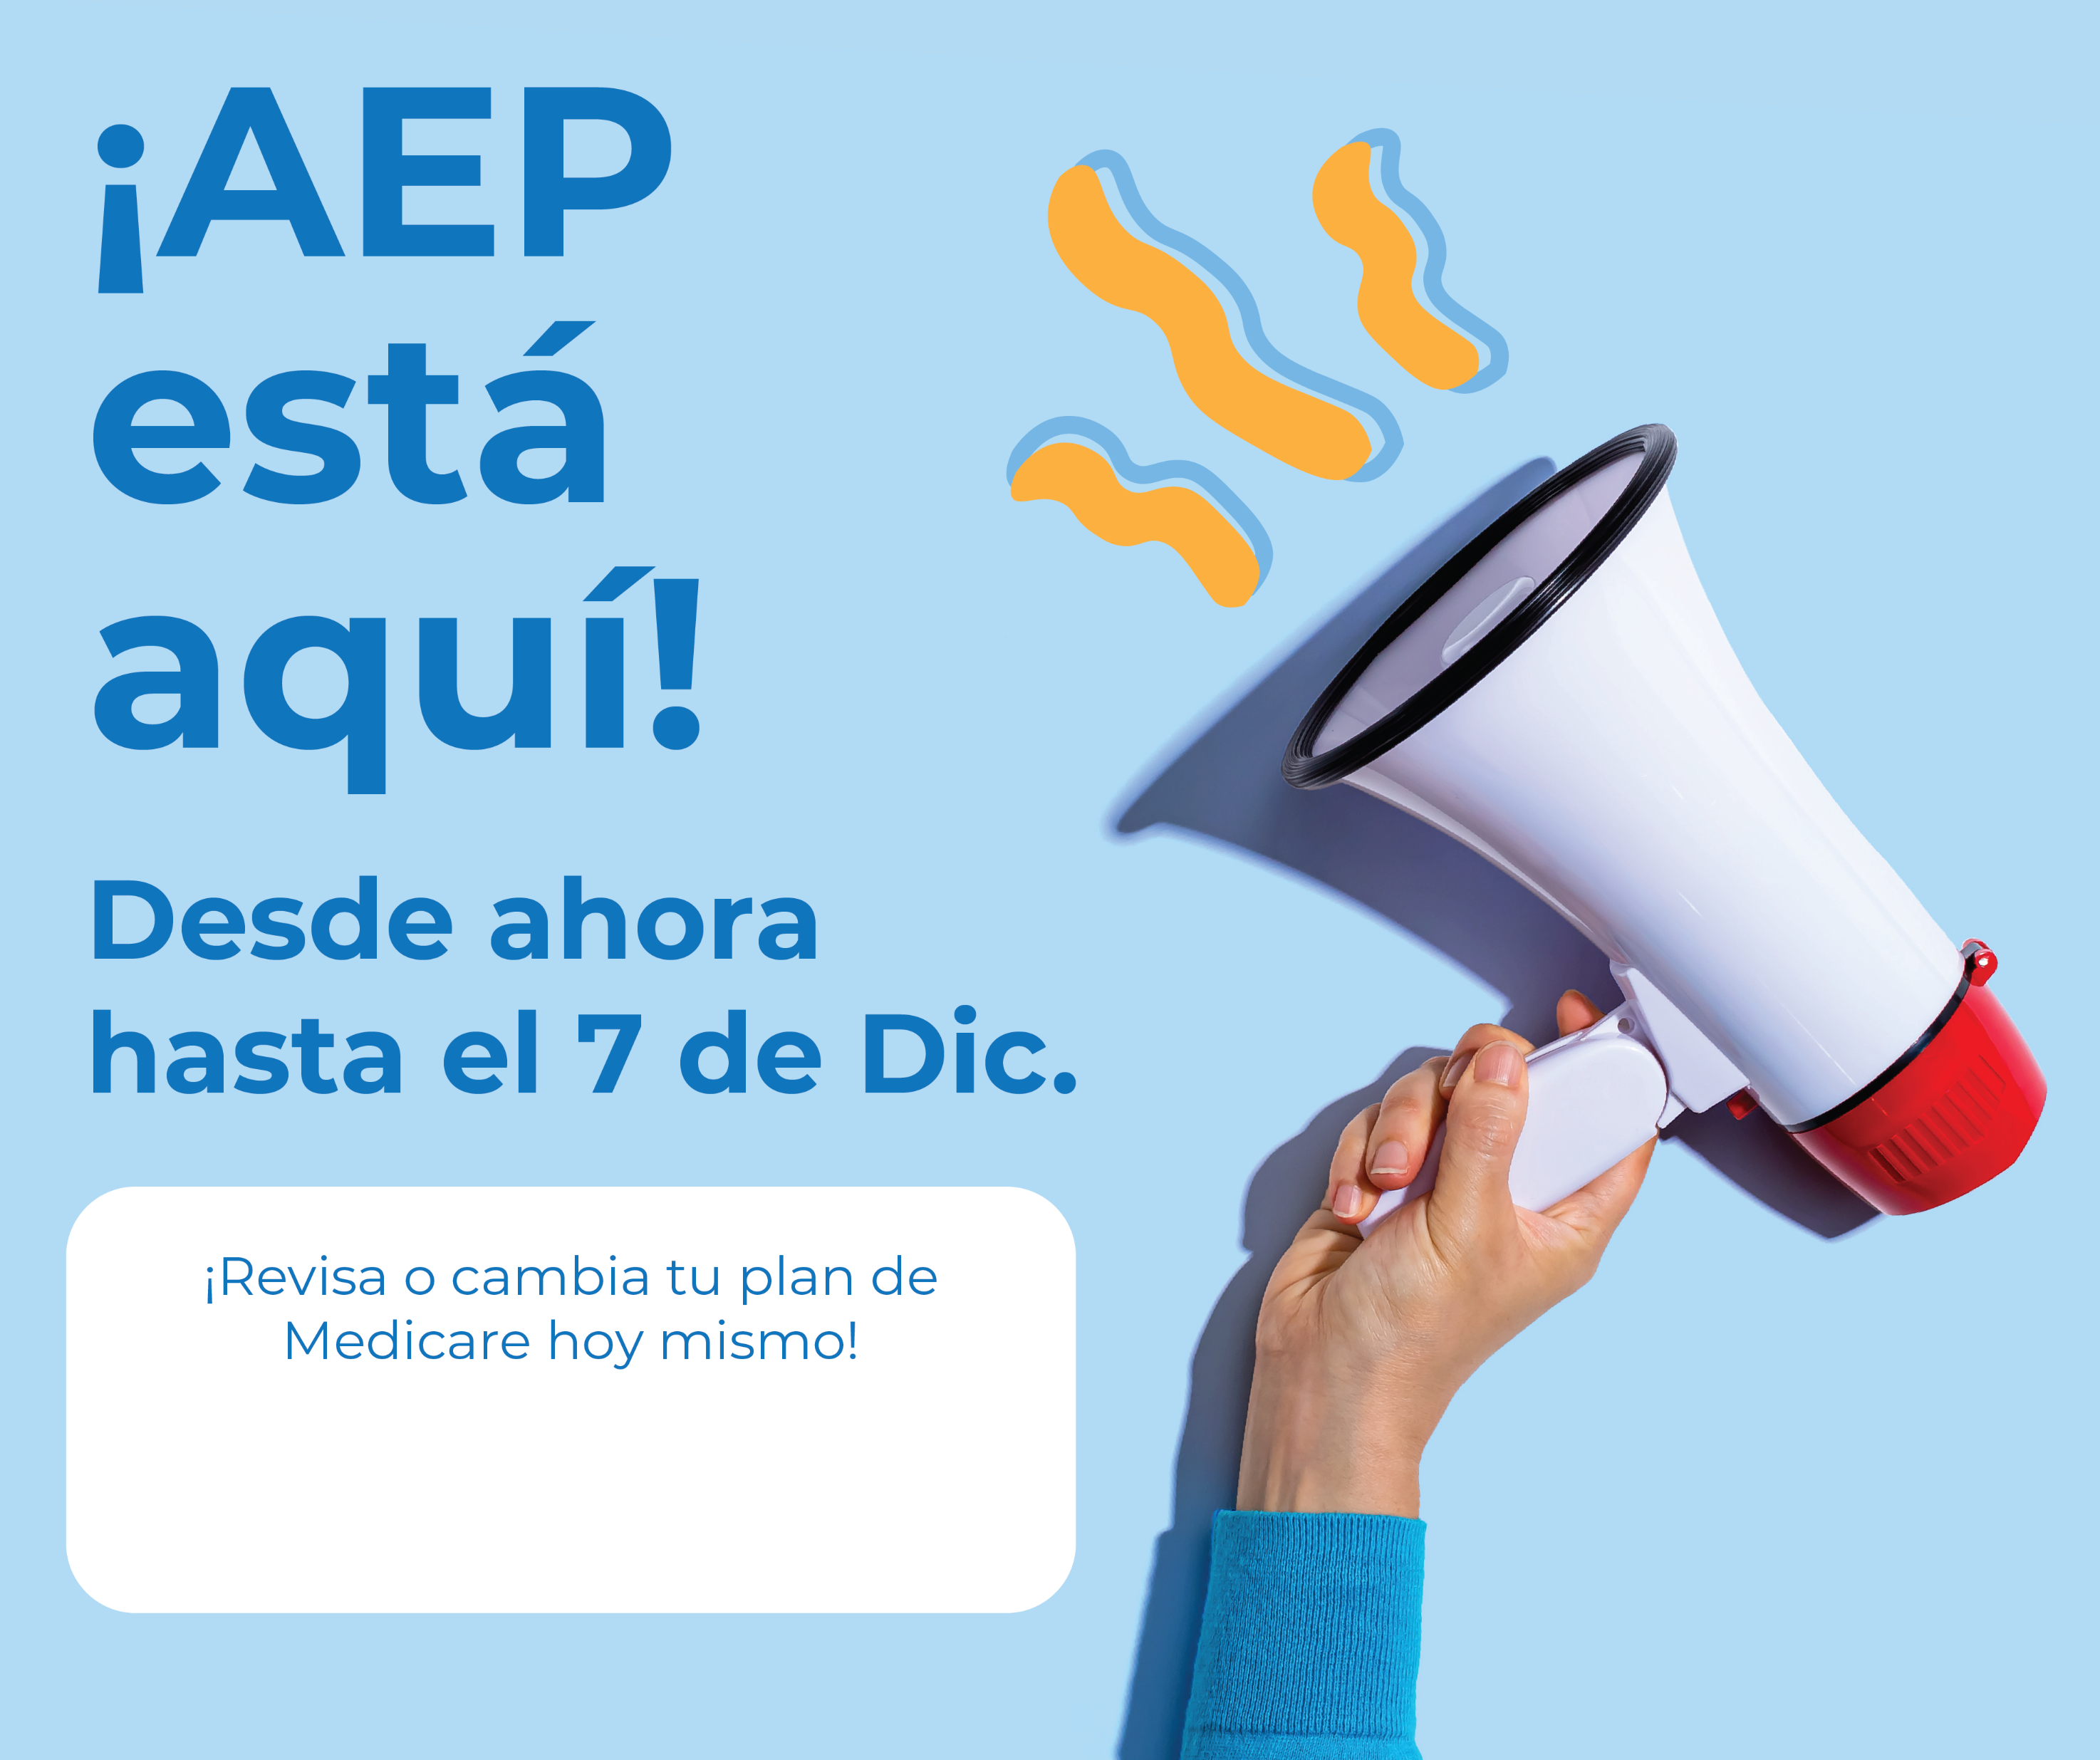 ¡AEP
está
aquí!
Desde ahora
hasta el 7 de Dic.
¡Revisa o cambia tu plan de
Medicare hoy mismo!